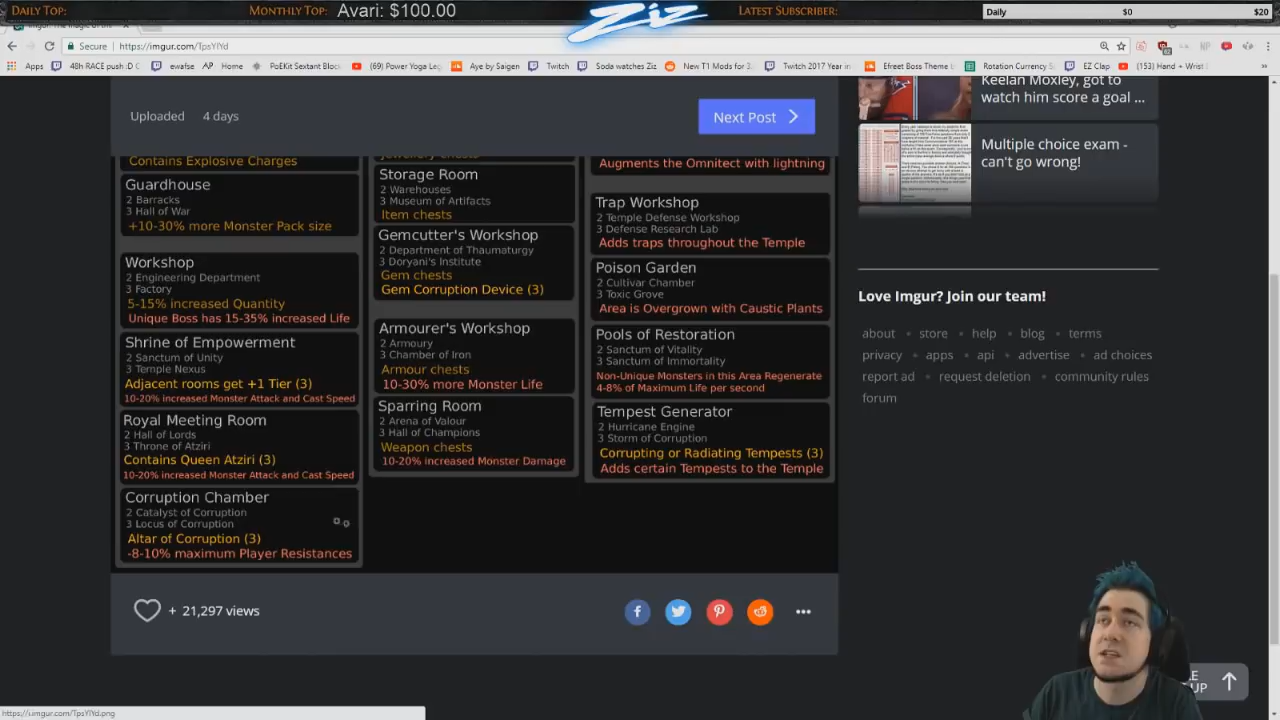 DAILY TOP:
MONTHLY TOP:
Avari: $100.00
Ziz
LATEST SUBSCRIBER:
Daily $0 $20
Secure https://imgur.com/TpsYlYd
Apps 48h RACE push :D C ewafse Home PoEKit Sextant Block (69) Power Yoga Leg Aye by Saigen Twitch Soda watches Ziz New T1 Mods for 3. Twitch 2017 Year in Efreet Boss Theme b Rotation Currency S EZ Clap (153) Hand + Wrist
Uploaded 4 days
Next Post
Contains Explosive Charges
Guardhouse
2 Barracks
3 Hall of War
+10-30% more Monster Pack size
Workshop
2 Engineering Department
3 Factory
5-15% increased Quantity
Unique Boss has 15-35% increased Life
Shrine of Empowerment
2 Sanctum of Unity
3 Temple Nexus
Adjacent rooms get +1 Tier (3)
10-20% increased Monster Attack and Cast Speed
Royal Meeting Room
2 Hall of Lords
3 Throne of Atziri
Contains Queen Atziri (3)
10-20% increased Monster Attack and Cast Speed
Corruption Chamber
2 Catalyst of Corruption
3 Locus of Corruption
Altar of Corruption (3)
-8-10% maximum Player Resistances
Storage Room
2 Warehouses
3 Museum of Artifacts
Item chests
Gemcutter's Workshop
2 Department of Thaumaturgy
3 Doryani's Institute
Gem chests
Gem Corruption Device (3)
Armourer's Workshop
2 Armoury
3 Chamber of Iron
Armour chests
10-30% more Monster Life
Sparring Room
2 Arena of Valour
3 Hall of Champions
Weapon chests
10-20% increased Monster Damage
Augments the Omnitect with lightning
Trap Workshop
2 Temple Defense Workshop
3 Defense Research Lab
Adds traps throughout the Temple
Poison Garden
2 Cultivar Chamber
3 Toxic Grove
Area is Overgrown with Caustic Plants
Pools of Restoration
2 Sanctum of Vitality
3 Sanctum of Immortality
Non-Unique Monsters in this Area Regenerate
4-8% of Maximum Life per second
Tempest Generator
2 Hurricane Engine
3 Storm of Corruption
Corrupting or Radiating Tempests (3)
Adds certain Tempests to the Temple
Keelan Moxley, got to
watch him score a goal ...
Multiple choice exam -
can't go wrong!
Love Imgur? Join our team!
about store help blog terms
privacy apps api advertise ad choices
report ad request deletion community rules
forum
+ 21,297 views
UP
https://i.imgur.com/TpsYlYd.png